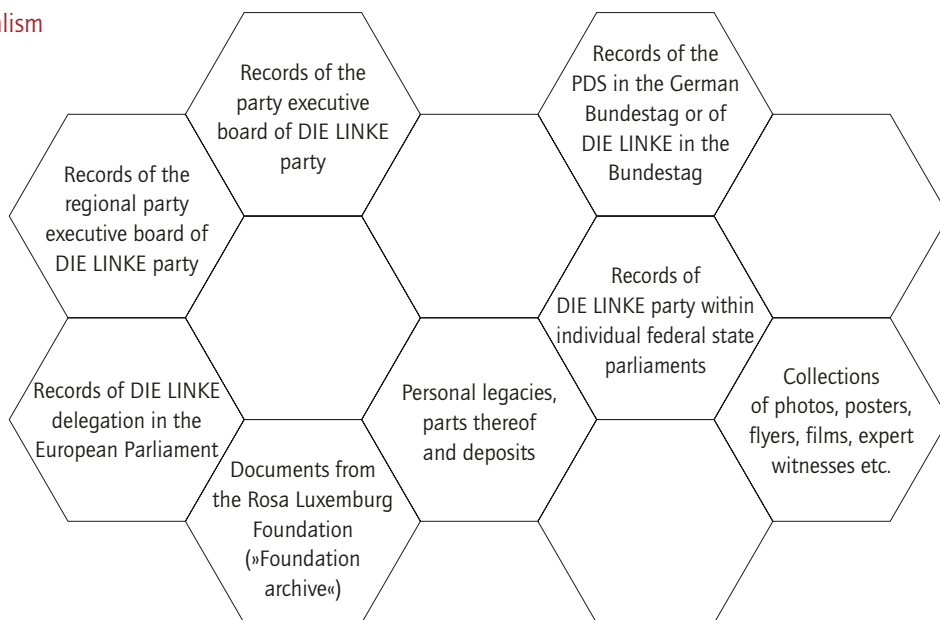 Records of the
party executive
board of DIE LINKE
party
Records of the
PDS in the German
Bundestag or of
DIE LINKE in the
Bundestag
Records of the
regional party
executive board of
DIE LINKE party
Records of
DIE LINKE party within
individual federal state
parliaments
Records of DIE LINKE
delegation in the
European Parliament
Personal legacies,
parts thereof
and deposits
Collections
of photos, posters,
flyers, films, expert
witnesses etc.
Documents from
the Rosa Luxemburg
Foundation
(»Foundation
archive«)